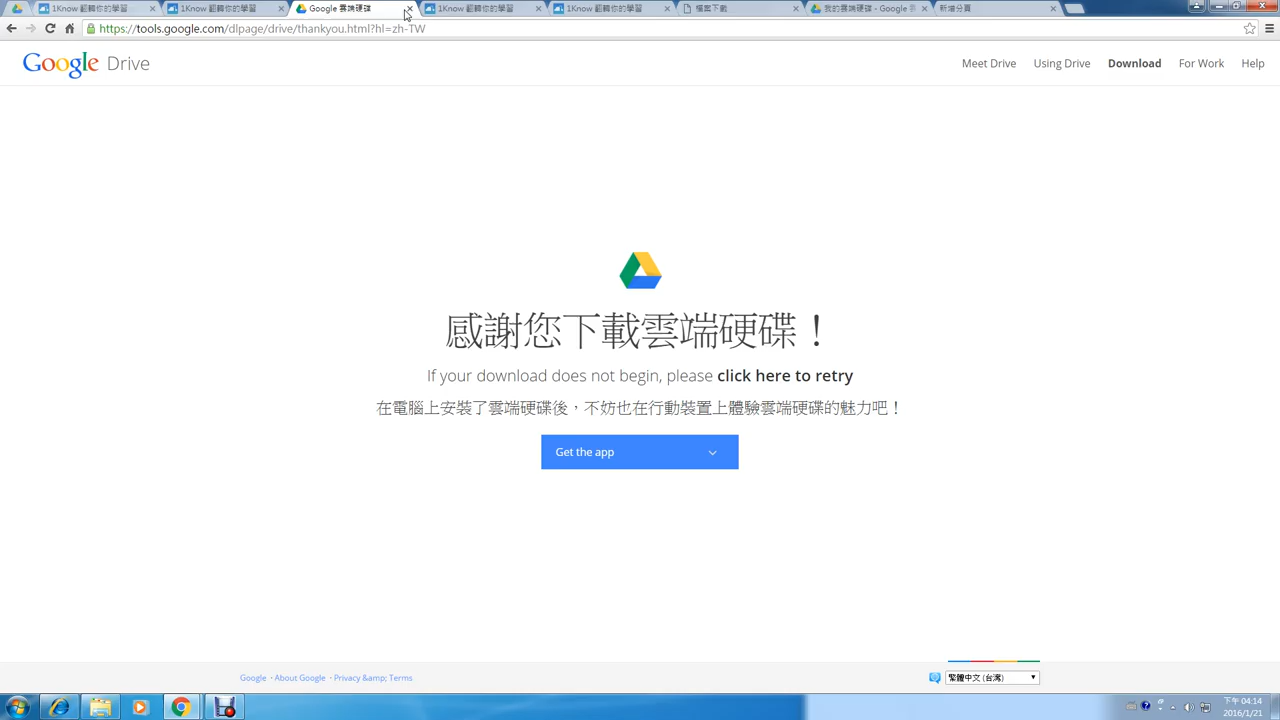 1Know 翻轉你的學習
1Know 翻轉你的學習
Google 雲端硬碟
1Know 翻轉你的學習
1Know 翻轉你的學習
檔案下載
我的雲端硬碟 - Google
新增分頁
https://tools.google.com/dlpage/drive/thankyou.html?hl=zh-TW
Google Drive
Meet Drive
Using Drive
Download
For Work
Help
感謝您下載雲端硬碟！
If your download does not begin, please click here to retry
在電腦上安裝了雲端硬碟後，不妨也在行動裝置上體驗雲端硬碟的魅力吧！
Get the app
Google · About Google · Privacy &amp; Terms
繁體中文 (台灣)
下午 04:14
2016/1/21